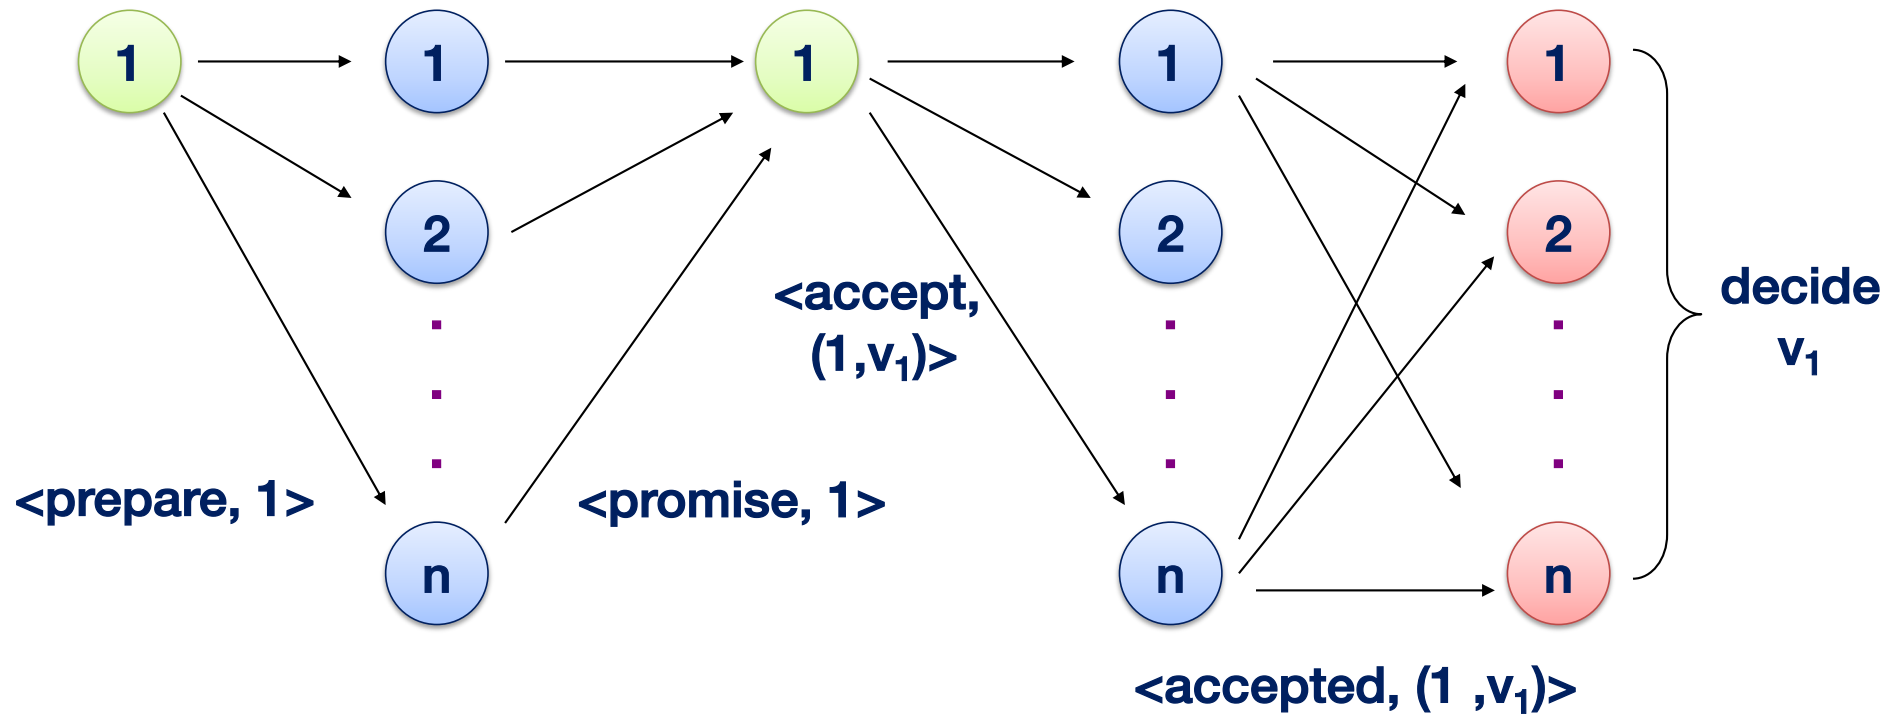 1 1 1 1 1
2 2 2
<accept,
(1,v₁)>
decide
v₁
<prepare, 1> <promise, 1>
n n n
<accepted, (1 ,v₁)>